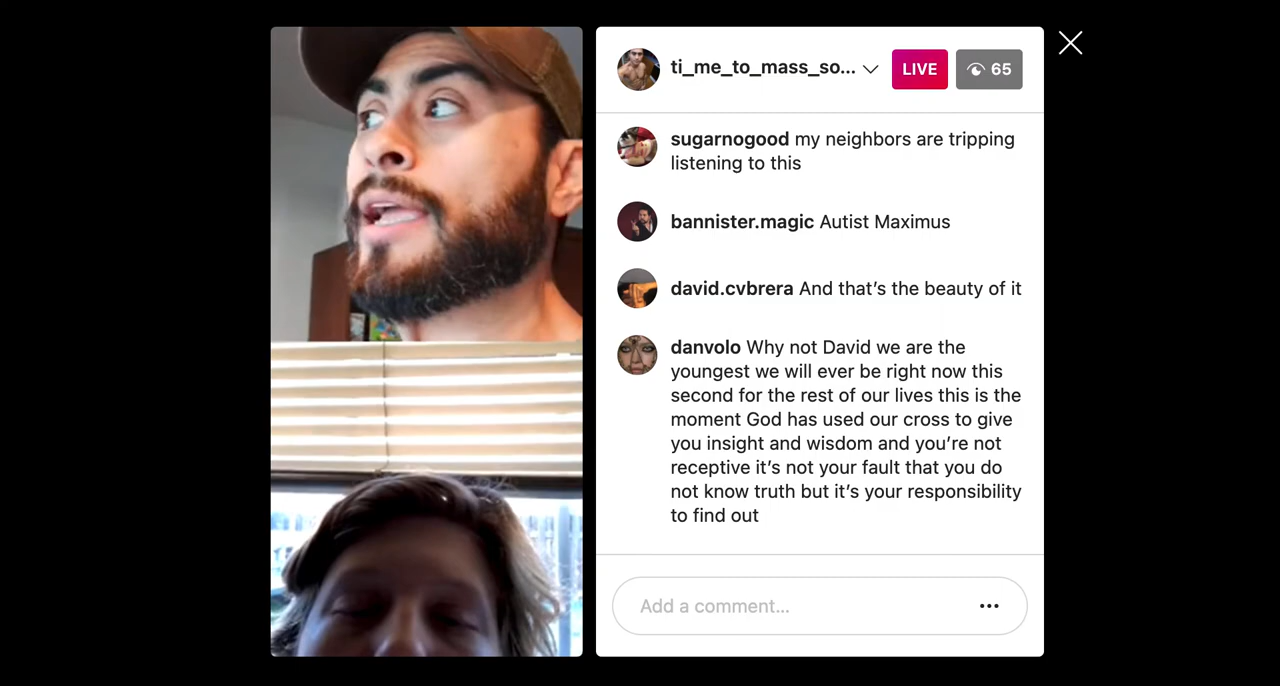 ti_me_to_mass_so...
LIVE
65
sugarnogood my neighbors are tripping
listening to this
bannister.magic Autist Maximus
david.cvbrera And that’s the beauty of it
danvolo Why not David we are the
youngest we will ever be right now this
second for the rest of our lives this is the
moment God has used our cross to give
you insight and wisdom and you’re not
receptive it’s not your fault that you do
not know truth but it’s your responsibility
to find out
Add a comment...